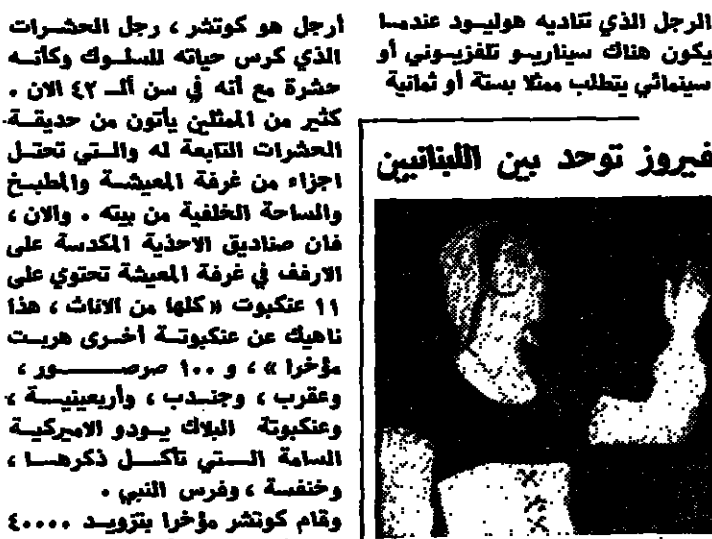 الرجل الذي تناديه هوليود عندما
يكون هناك سيناريو تلفزيوني أو
سينمائي يتطلب ممثلا بستة أو ثمانية
أرجل هو كوتشر ، رجل الحشرات
الذي كرس حياته للسلوك وكأنه
حشرة مع أنه في سن ألـ ٤٢ الان .
كثير من الممثلين يأتون من حديقة
الحشرات التابعة له والتي تحتل
اجزاء من غرفة المعيشة والمطبخ
والساحة الخلفية من بيته . والان ،
فان صناديق الاحذية المكدسة على
الارفف في غرفة المعيشة تحتوي على
١١ عنكبوت « كلها من الاناث ، هذا
ناهيك عن عنكبوتة أخرى هربت
مؤخرا » ، و ١٠٠ صرصور ،
وعقرب ، وجندب ، وأربعينية ،
وعنكبوتة البلاك يودو الاميركية
السامة التي تأكل ذكرها ،
وخنفسة ، وفرس النبي .
وقام كوتشر مؤخرا بتزويد ٤٠٠٠٠
فيروز توحد بين اللبنانيين